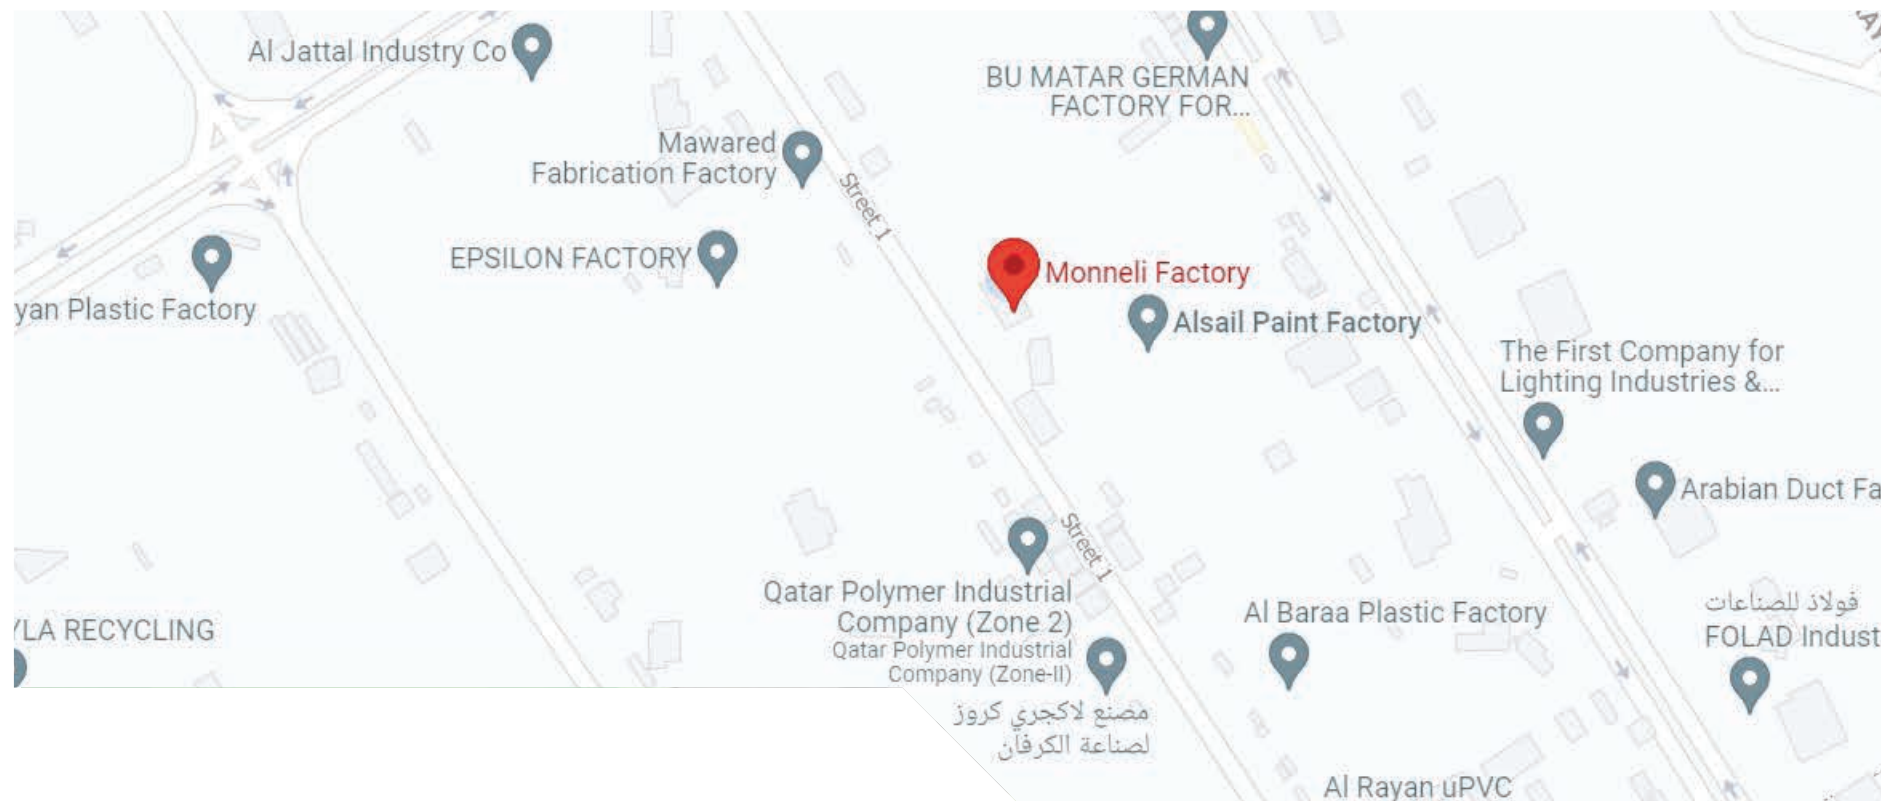 Al Jattal Industry Co
BU MATAR GERMAN
FACTORY FOR...
Mawared
Fabrication Factory
Street 1
EPSILON FACTORY
Monneli Factory
yan Plastic Factory
Alsail Paint Factory
The First Company for
Lighting Industries &...
Arabian Duct Fa
Street 1
Qatar Polymer Industrial
Company (Zone 2)
Qatar Polymer Industrial
Company (Zone-II)
Al Baraa Plastic Factory
فولاذ للصناعات
FOLAD Indust
YLA RECYCLING
مصنع لاكجري كروز
لصناعة الكرفان
Al Rayan uPVC